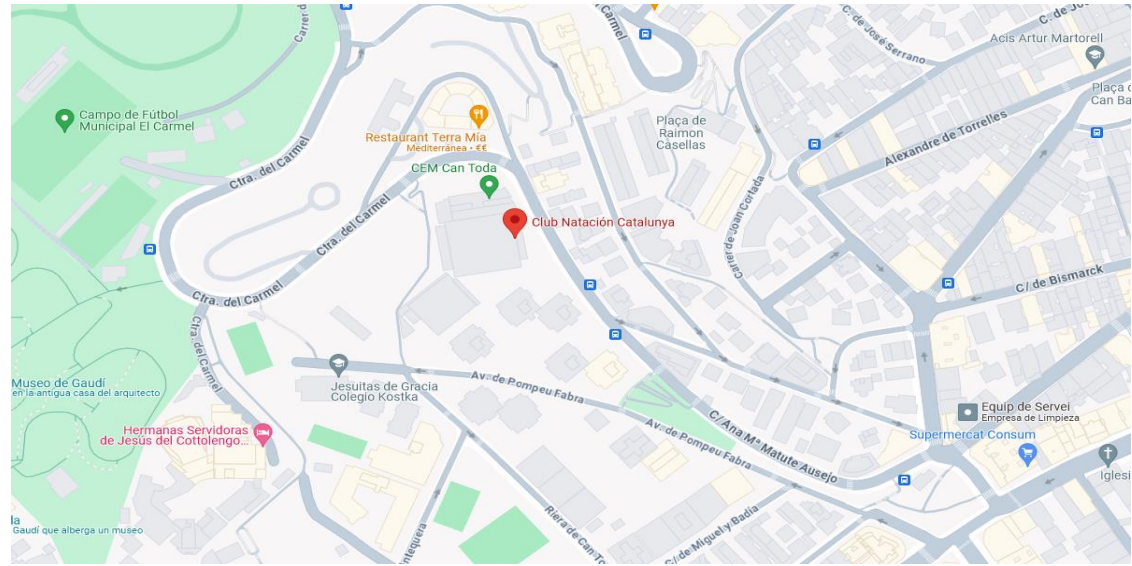 C. de José Serrano
Acis Artur Martorell
Campo de Fútbol
Municipal El Carmel
Restaurant Terra Mía
Mediterránea • €€
CEM Can Toda
Club Natación Catalunya
Plaça de
Raimon
Casellas
Alexandre de Torrelles
Carrer de Joan Cortada
C/ de Bismarck
Ctra. del Carmel
Ctra. del Carmel
Ctra. del Carmel
Ctra. del Carmel
Museo de Gaudí
en la antigua casa del arquitecto
Jesuitas de Gracia
Colegio Kostka
Av. de Pompeu Fabra
Av. de Pompeu Fabra
C/ Ana Mª Matute Ausejo
Equip de Servei
Empresa de Limpieza
Supermercat Consum
Hermanas Servidoras
de Jesús del Cottolengo...
Gaudí que alberga un museo
Riera de Can To
C/ de Miguel y Badía
Iglesi